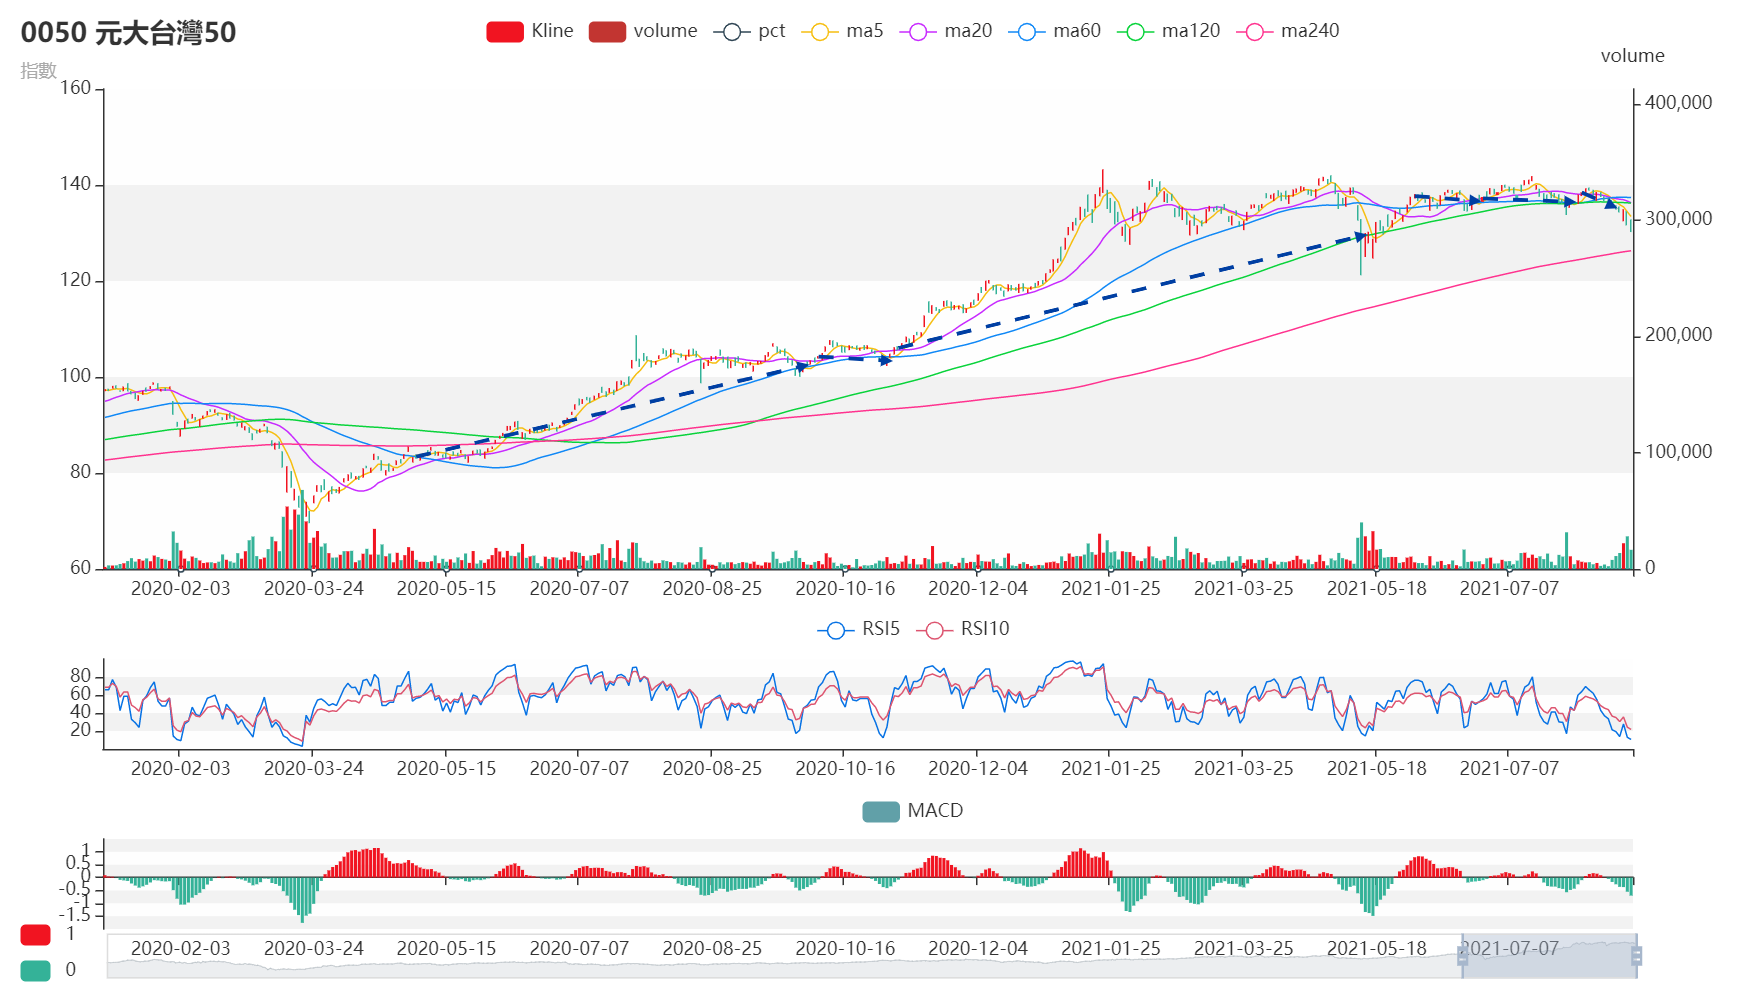 0050 元大台灣50
Kline volume pct ma5 ma20 ma60 ma120 ma240
指數
volume
160
140
120
100
80
60
400,000
300,000
200,000
100,000
0
2020-02-03 2020-03-24 2020-05-15 2020-07-07 2020-08-25 2020-10-16 2020-12-04 2021-01-25 2021-03-25 2021-05-18 2021-07-07
RSI5 RSI10
80
60
40
20
2020-02-03 2020-03-24 2020-05-15 2020-07-07 2020-08-25 2020-10-16 2020-12-04 2021-01-25 2021-03-25 2021-05-18 2021-07-07
MACD
1
0.5
0
-0.5
-1
-1.5
1
0
2020-02-03 2020-03-24 2020-05-15 2020-07-07 2020-08-25 2020-10-16 2020-12-04 2021-01-25 2021-03-25 2021-05-18 2021-07-07